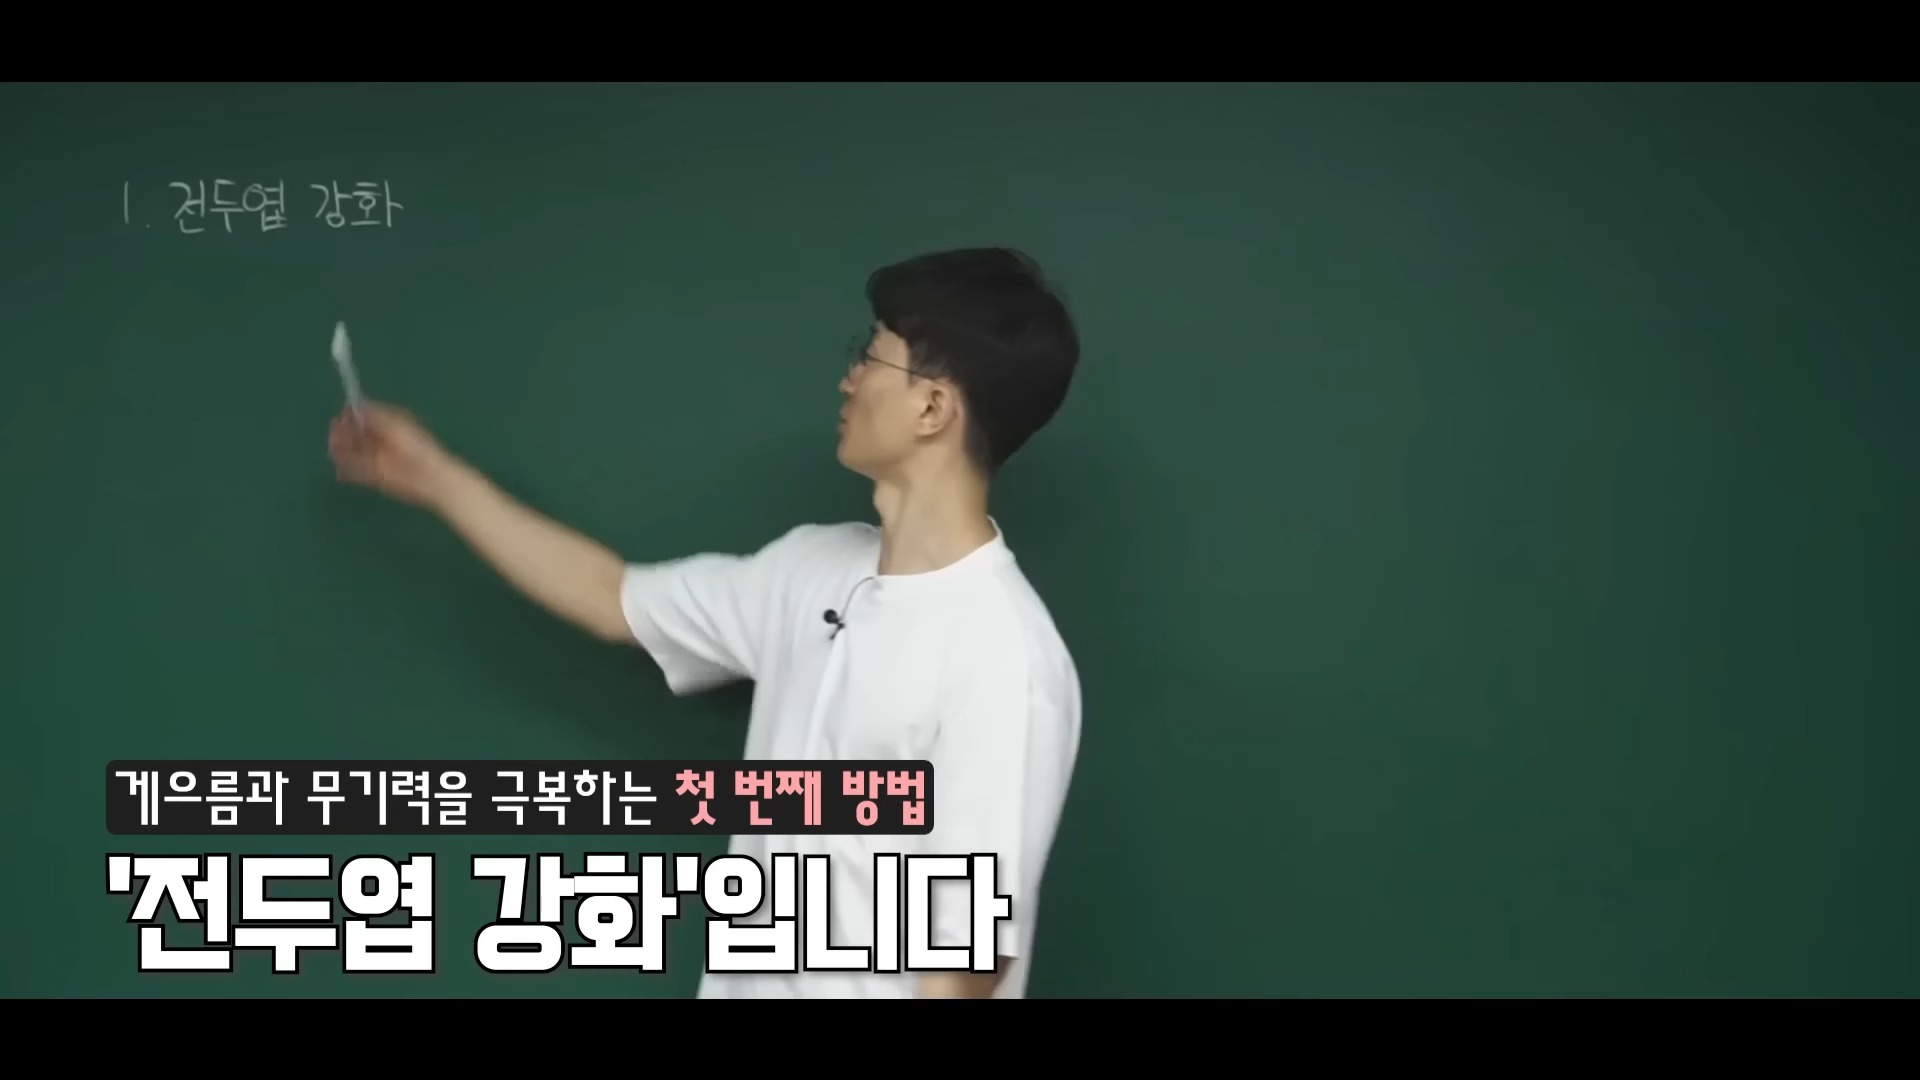 1. 전두엽 강화
게으름과 무기력을 극복하는 첫 번째 방법
'전두엽 강화'입니다